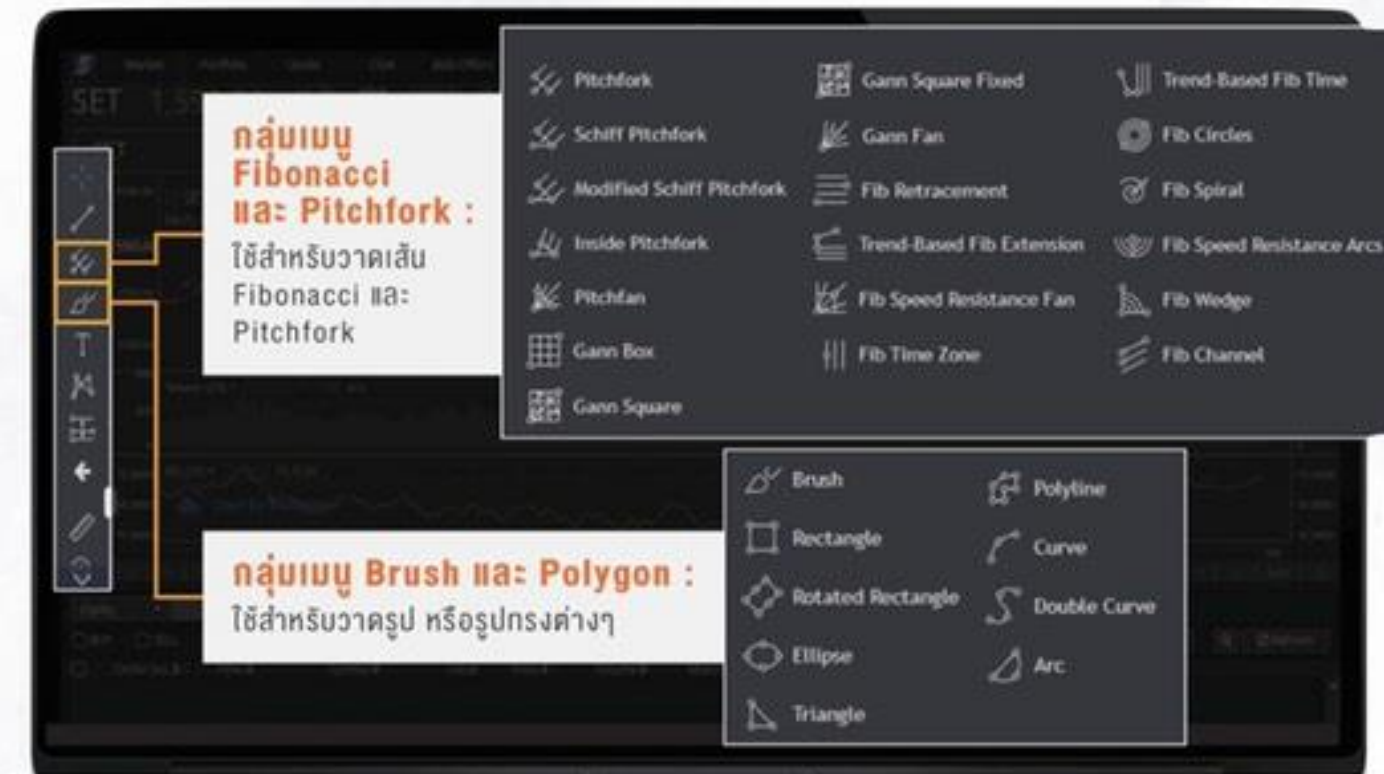 SET
กลุ่มเมนู
Fibonacci
และ Pitchfork :
ใช้สำหรับวาดเส้น
Fibonacci และ
Pitchfork
Pitchfork
Schiff Pitchfork
Modified Schiff Pitchfork
Inside Pitchfork
Pitchfan
Gann Box
Gann Square
Gann Square Fixed
Gann Fan
Fib Retracement
Trend-Based Fib Extension
Fib Speed Resistance Fan
Fib Time Zone
Trend-Based Fib Time
Fib Circles
Fib Spiral
Fib Speed Resistance Arcs
Fib Wedge
Fib Channel
กลุ่มเมนู Brush และ Polygon :
ใช้สำหรับวาดรูป หรือรูปทรงต่างๆ
Brush
Rectangle
Rotated Rectangle
Ellipse
Triangle
Polyline
Curve
Double Curve
Arc